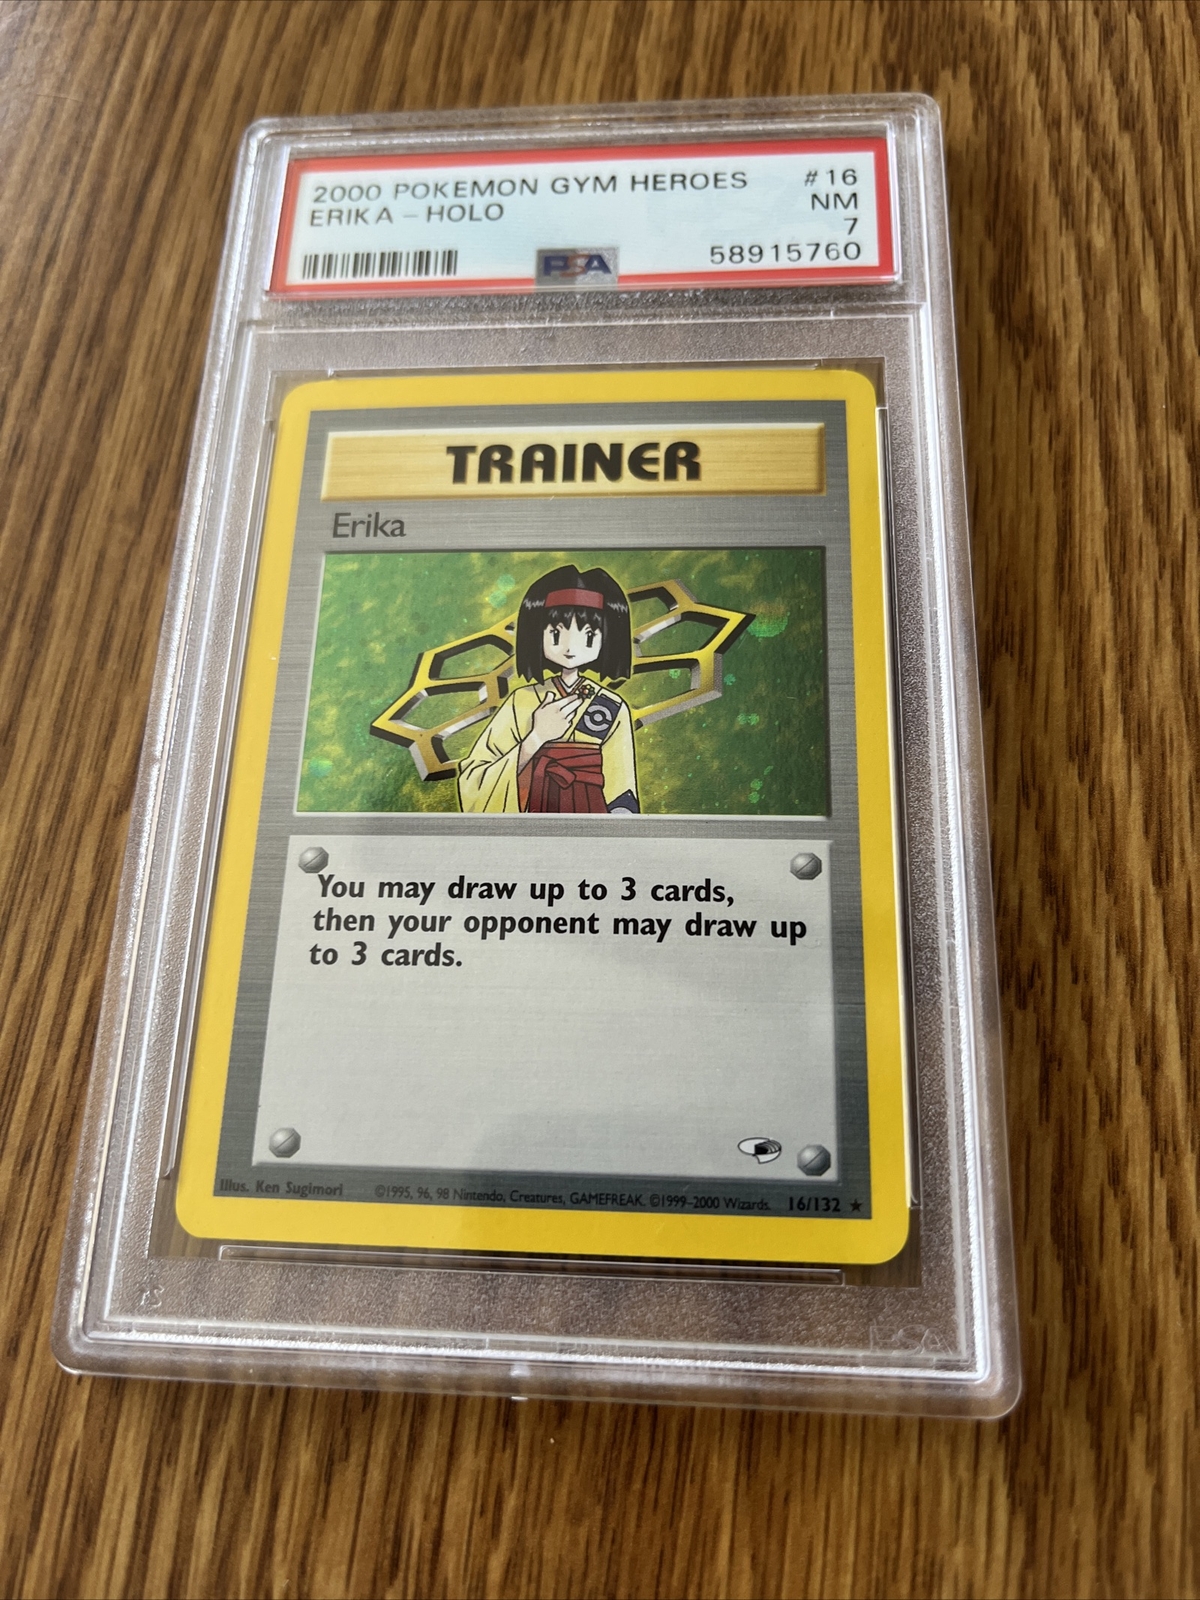 2000 POKEMON GYM HEROES #16
ERIKA - HOLO NM
7
PSA 58915760
TRAINER
Erika
You may draw up to 3 cards,
then your opponent may draw up
to 3 cards.
Illus. Ken Sugimori ©1995, 96, 98 Nintendo, Creatures, GAMEFREAK. ©1999-2000 Wizards. 16/132 ★
PSA